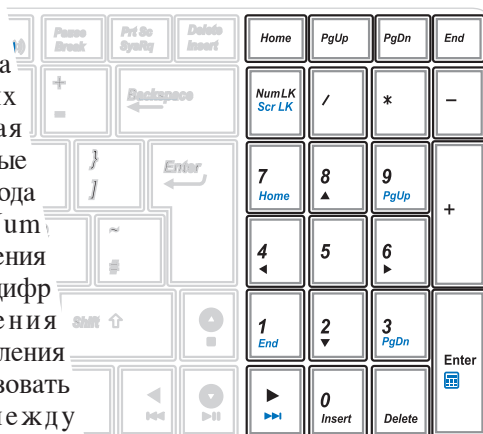 Pause Break Prt Sc SysRq Delete Insert Home PgUp PgDn End
+ - Backspace NumLK Scr LK / * -
} ] Enter 7 Home 8 9 PgUp +
~ # 4 5 6
Shift 1 End 2 3 PgDn Enter
0 Insert Delete
а
их
ая
ые
ода
Num
ения
цифр
ения
ления
зовать
между